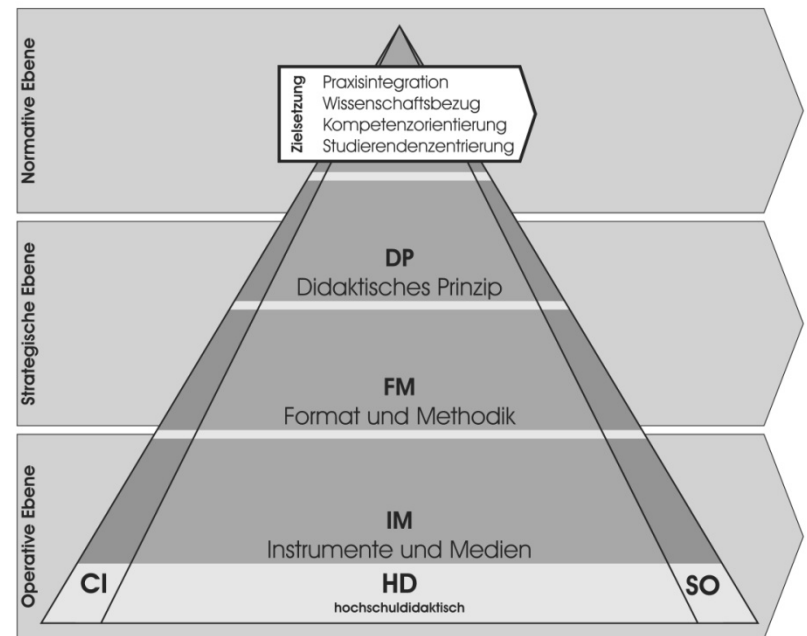 Normative Ebene
Zielsetzung
Praxisintegration
Wissenschaftsbezug
Kompetenzorientierung
Studierendenzentrierung
Strategische Ebene
DP
Didaktisches Prinzip
FM
Format und Methodik
Operative Ebene
IM
Instrumente und Medien
CI
HD
SO
hochschuldidaktisch